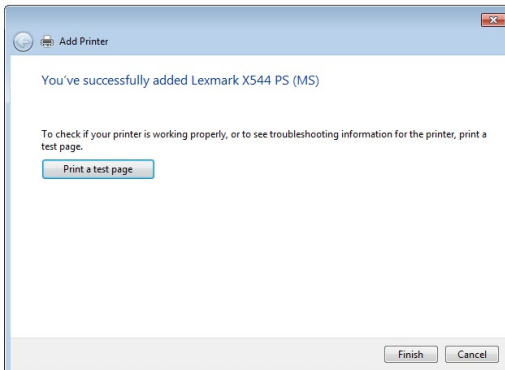 Add Printer
You've successfully added Lexmark X544 PS (MS)
To check if your printer is working properly, or to see troubleshooting information for the printer, print a
test page.
Print a test page
Finish Cancel